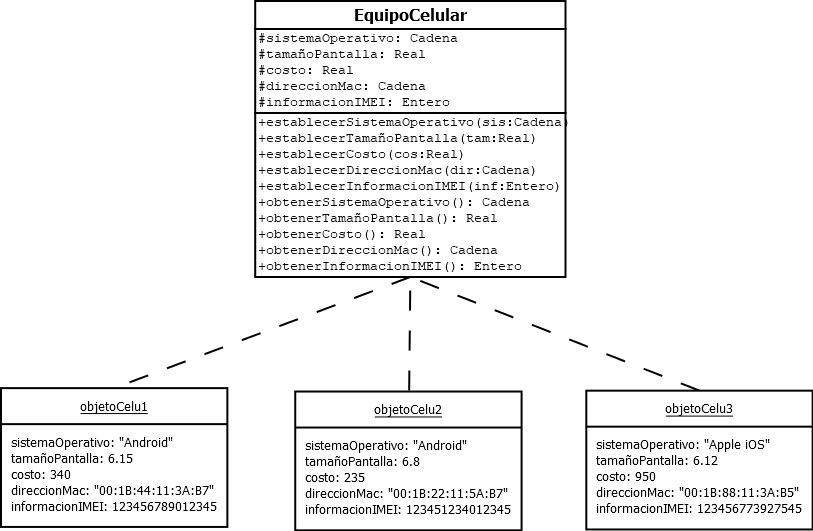 EquipoCelular
#sistemaOperativo: Cadena
#tamañoPantalla: Real
#costo: Real
#direccionMac: Cadena
#informacionIMEI: Entero
+establecerSistemaOperativo(sis:Cadena)
+establecerTamañoPantalla(tam:Real)
+establecerCosto(cos:Real)
+establecerDireccionMac(dir:Cadena)
+establecerInformacionIMEI(inf:Entero)
+obtenerSistemaOperativo(): Cadena
+obtenerTamañoPantalla(): Real
+obtenerCosto(): Real
+obtenerDireccionMac(): Cadena
+obtenerInformacionIMEI(): Entero
objetoCelu1
sistemaOperativo: "Android"
tamañoPantalla: 6.15
costo: 340
direccionMac: "00:1B:44:11:3A:B7"
informacionIMEI: 123456789012345
objetoCelu2
sistemaOperativo: "Android"
tamañoPantalla: 6.8
costo: 235
direccionMac: "00:1B:22:11:5A:B7"
informacionIMEI: 123451234012345
objetoCelu3
sistemaOperativo: "Apple iOS"
tamañoPantalla: 6.12
costo: 950
direccionMac: "00:1B:88:11:3A:B5"
informacionIMEI: 123456773927545